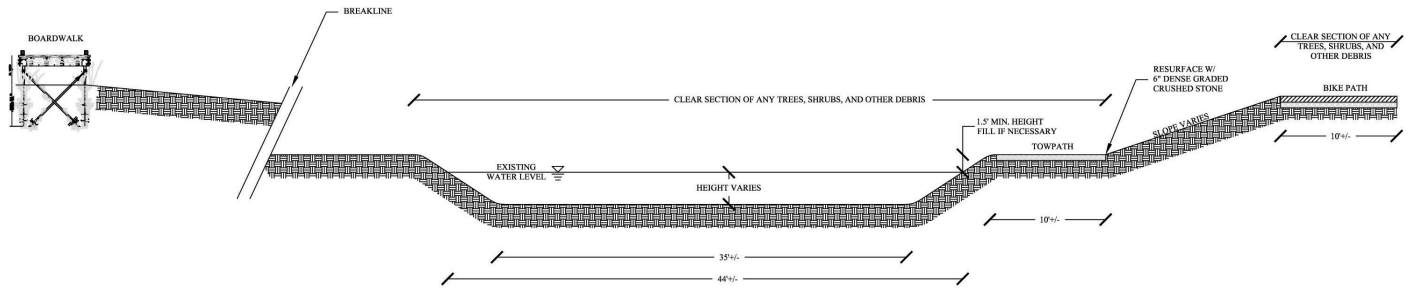 BREAKLINE
BOARDWALK
CLEAR SECTION OF ANY
TREES, SHRUBS, AND
OTHER DEBRIS
RESURFACE W/
6" DENSE GRADED
CRUSHED STONE
CLEAR SECTION OF ANY TREES, SHRUBS, AND OTHER DEBRIS
BIKE PATH
1.5' MIN. HEIGHT
FILL IF NECESSARY
SLOPE VARIES
10'+/-
TOWPATH
EXISTING
WATER LEVEL
HEIGHT VARIES
10'+/-
35'+/-
44'+/-